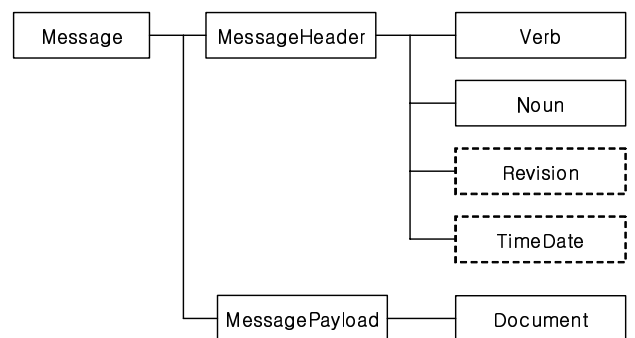 Message
MessageHeader
Verb
Noun
Revision
TimeDate
MessagePayload
Document